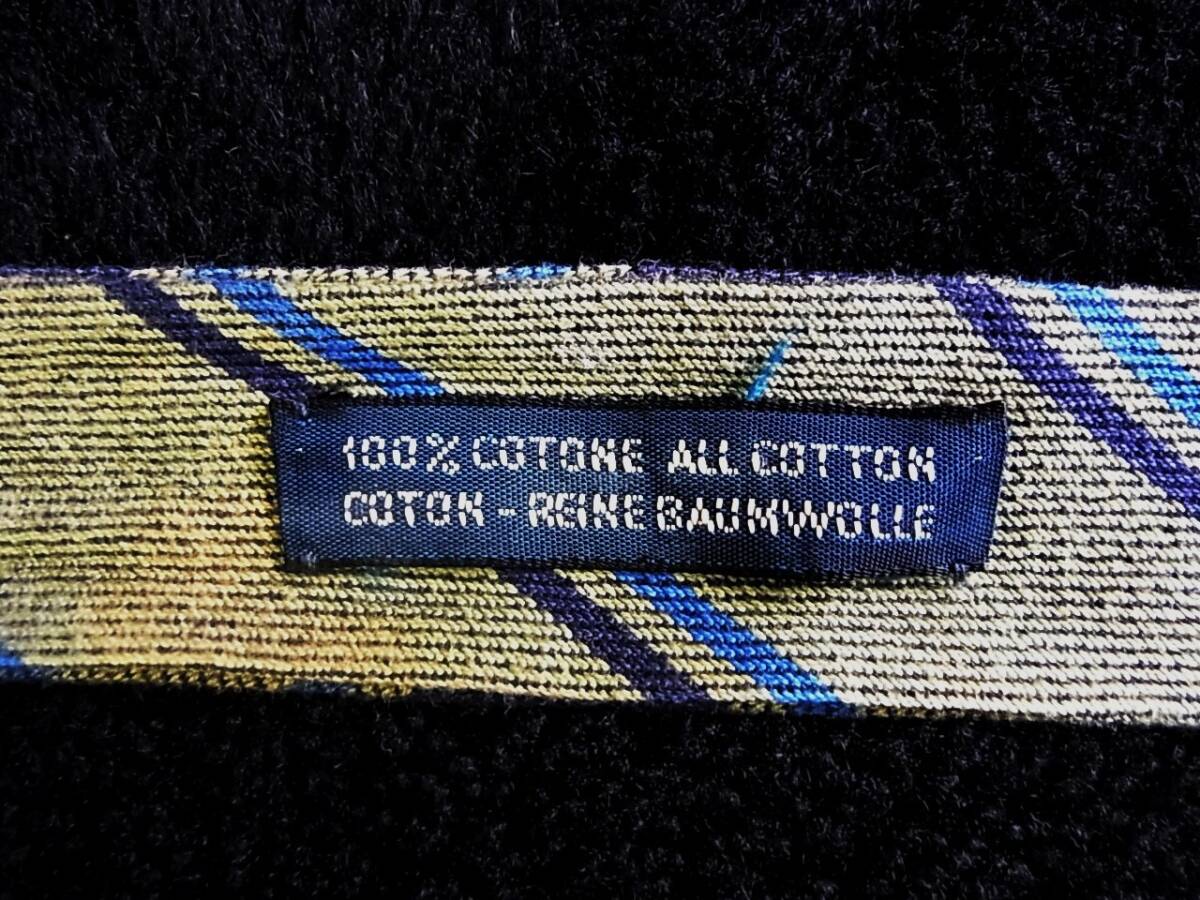 100% COTONE ALL COTTON
COTON - REINE BAUMWOLLE